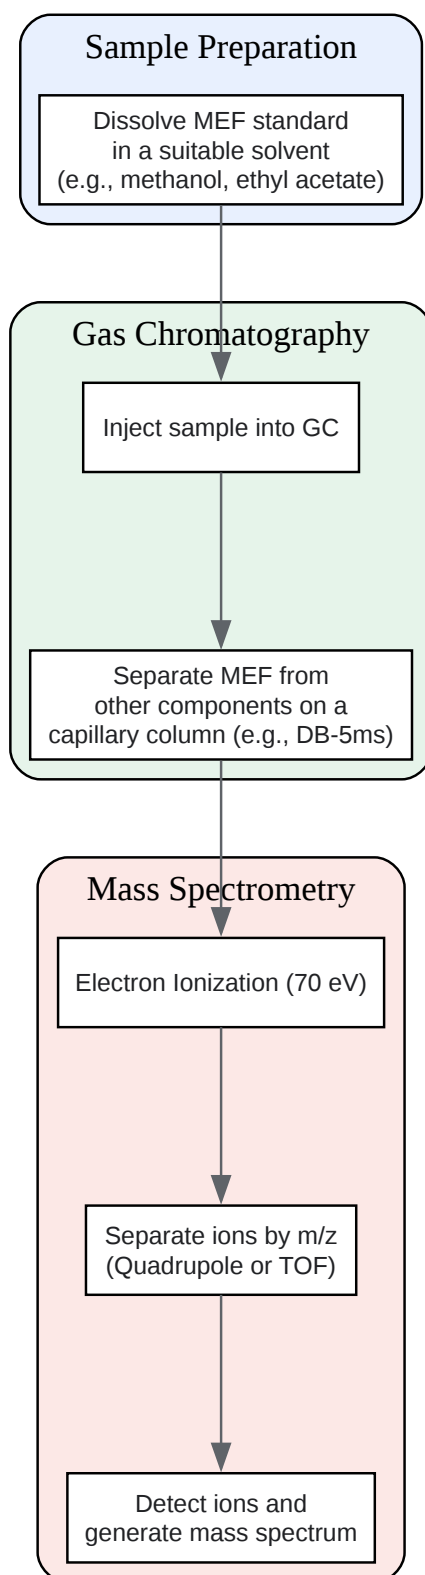 Sample Preparation
Dissolve MEF standard
in a suitable solvent
(e.g., methanol, ethyl acetate)
Gas Chromatography
Inject sample into GC
Separate MEF from
other components on a
capillary column (e.g., DB-5ms)
Mass Spectrometry
Electron Ionization (70 eV)
Separate ions by m/z
(Quadrupole or TOF)
Detect ions and
generate mass spectrum